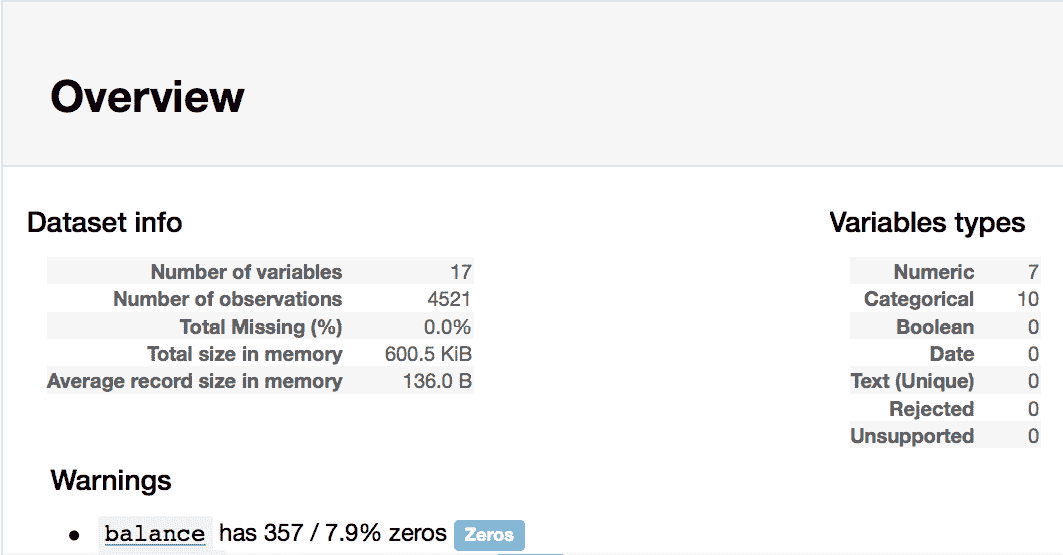 Overview
Dataset info
Number of variables 17
Number of observations 4521
Total Missing (%) 0.0%
Total size in memory 600.5 KiB
Average record size in memory 136.0 B
Variables types
Numeric 7
Categorical 10
Boolean 0
Date 0
Text (Unique) 0
Rejected 0
Unsupported 0
Warnings
• balance has 357 / 7.9% zeros Zeros